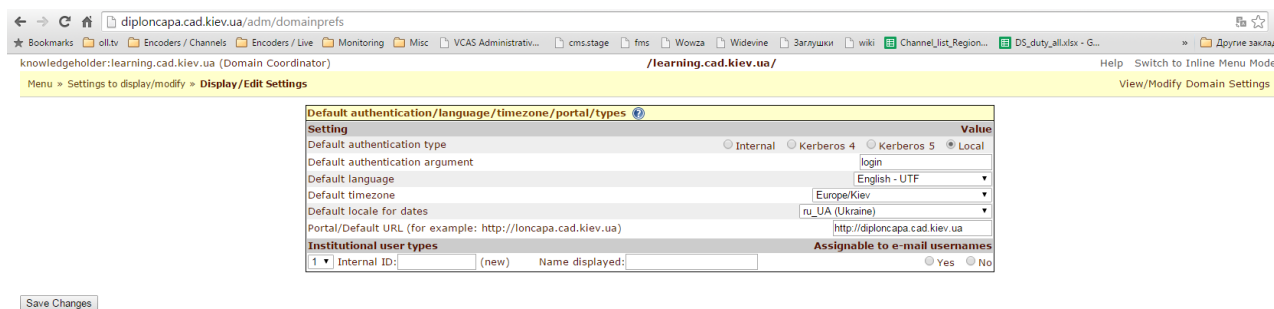 diploncapa.cad.kiev.ua/adm/domainprefs
Bookmarks oll.tv Encoders / Channels Encoders / Live Monitoring Misc VCAS Administrativ... cms.stage fms Wowza Widevine Заглушки wiki Channel_list_Region... DS_duty_all.xlsx - G... » Другие заклад
knowledgeholder:learning.cad.kiev.ua (Domain Coordinator) /learning.cad.kiev.ua/ Help Switch to Inline Menu Mode
Menu » Settings to display/modify » Display/Edit Settings View/Modify Domain Settings
Default authentication/language/timezone/portal/types ?
Setting Value
Default authentication type Internal Kerberos 4 Kerberos 5 Local
Default authentication argument login
Default language English - UTF
Default timezone Europe/Kiev
Default locale for dates ru_UA (Ukraine)
Portal/Default URL (for example: http://loncapa.cad.kiev.ua) http://diploncapa.cad.kiev.ua
Institutional user types Assignable to e-mail usernames
1 Internal ID: (new) Name displayed: Yes No
Save Changes